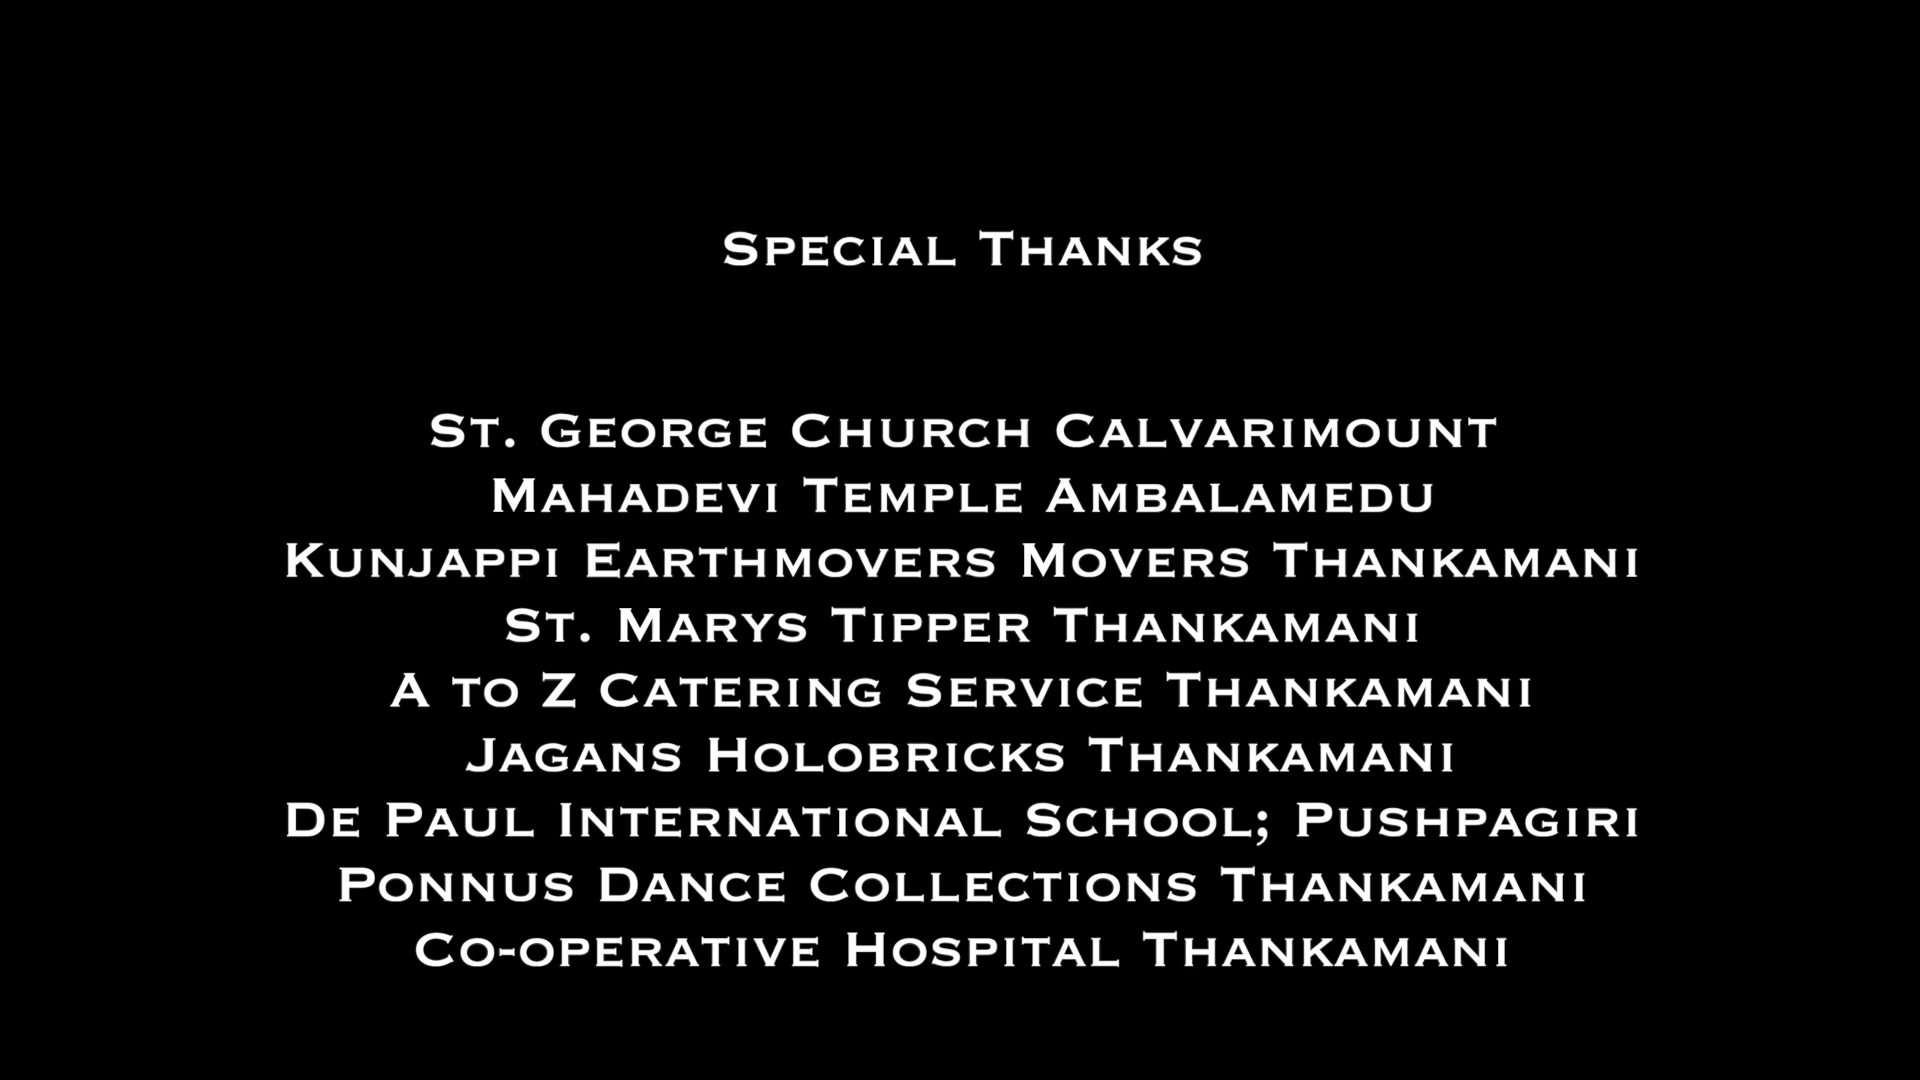 Special Thanks
St. George Church Calvarimount
Mahadevi Temple Ambalamedu
Kunjappi Earthmovers Movers Thankamani
St. Marys Tipper Thankamani
A to Z Catering Service Thankamani
Jagans Holobricks Thankamani
De Paul International School; Pushpagiri
Ponnus Dance Collections Thankamani
Co-operative Hospital Thankamani